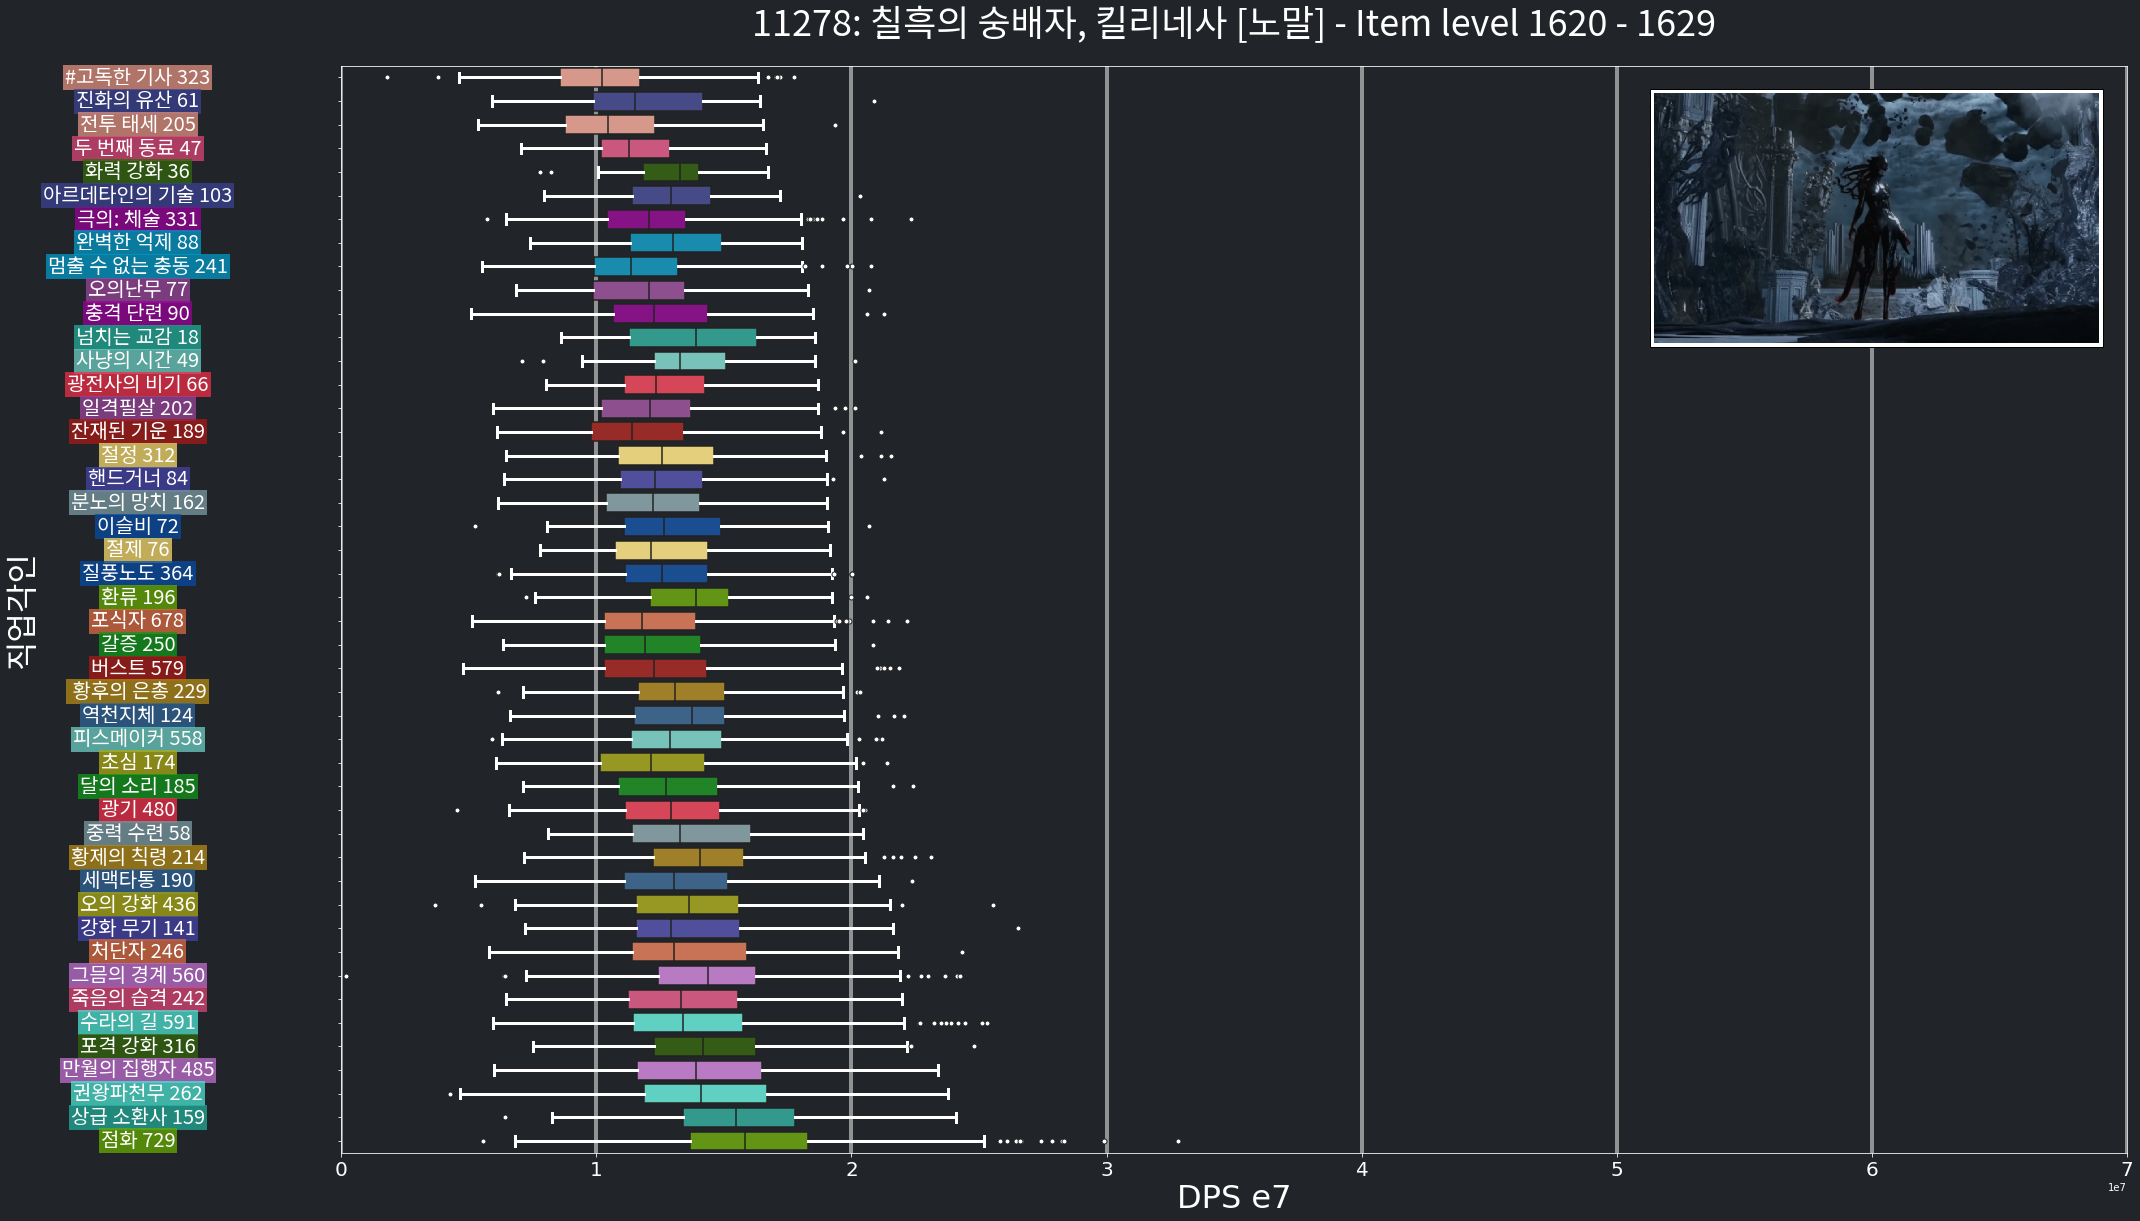 11278: 칠흑의 숭배자, 킬리네사 [노말] - Item level 1620 - 1629
#고독한 기사 323
진화의 유산 61
전투 태세 205
두 번째 동료 47
화력 강화 36
아르데타인의 기술 103
극의: 체술 331
완벽한 억제 88
멈출 수 없는 충동 241
오의난무 77
충격 단련 90
넘치는 교감 18
사냥의 시간 49
광전사의 비기 66
일격필살 202
잔재된 기운 189
절정 312
핸드거너 84
분노의 망치 162
이슬비 72
절제 76
질풍노도 364
환류 196
포식자 678
갈증 250
버스트 579
황후의 은총 229
역천지체 124
피스메이커 558
초심 174
달의 소리 185
광기 480
중력 수련 58
황제의 칙령 214
세맥타통 190
오의 강화 436
강화 무기 141
처단자 246
그믐의 경계 560
죽음의 습격 242
수라의 길 591
포격 강화 316
만월의 집행자 485
권왕파천무 262
상급 소환사 159
점화 729
직업각인
0 1 2 3 4 5 6 7
1e7
DPS e7